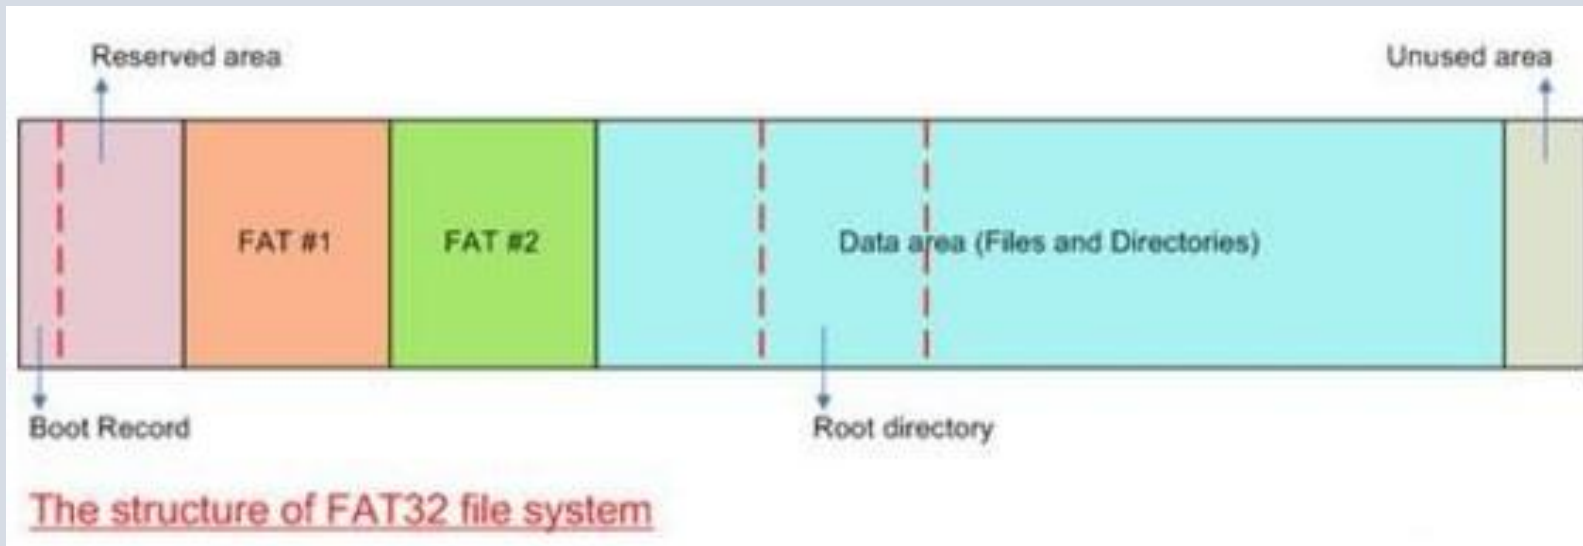 Reserved area
Unused area
FAT #1
FAT #2
Data area (Files and Directories)
Boot Record
Root directory
The structure of FAT32 file system